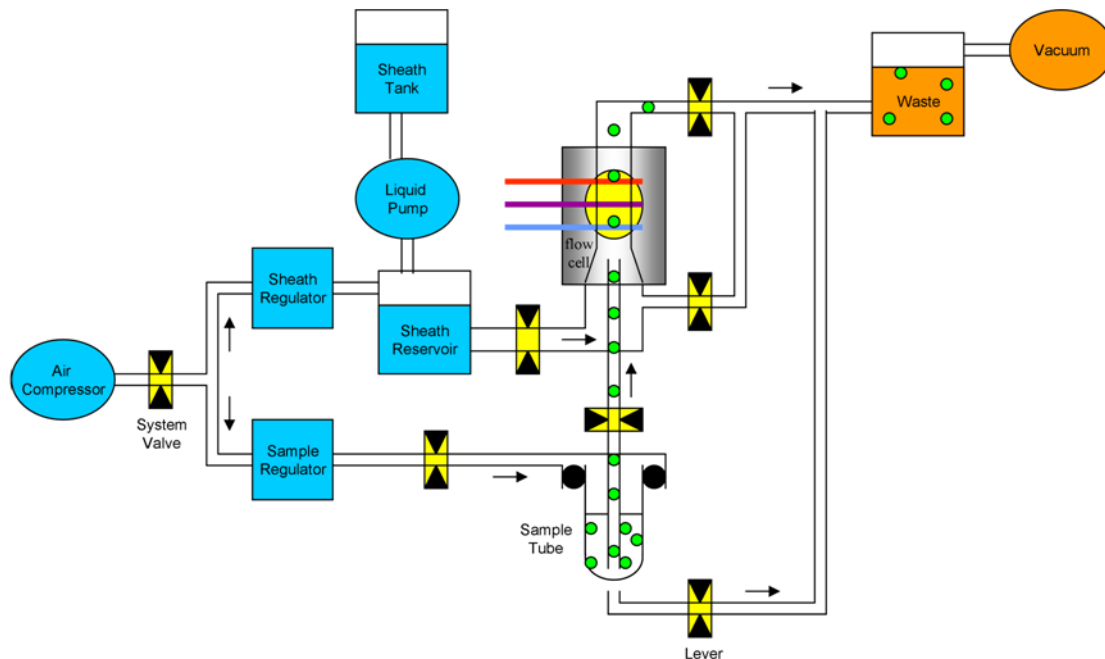 Sheath
Tank
Vacuum
Waste
Liquid
Pump
flow
cell
Sheath
Regulator
Sheath
Reservoir
Air
Compressor
System
Valve
Sample
Regulator
Sample
Tube
Lever